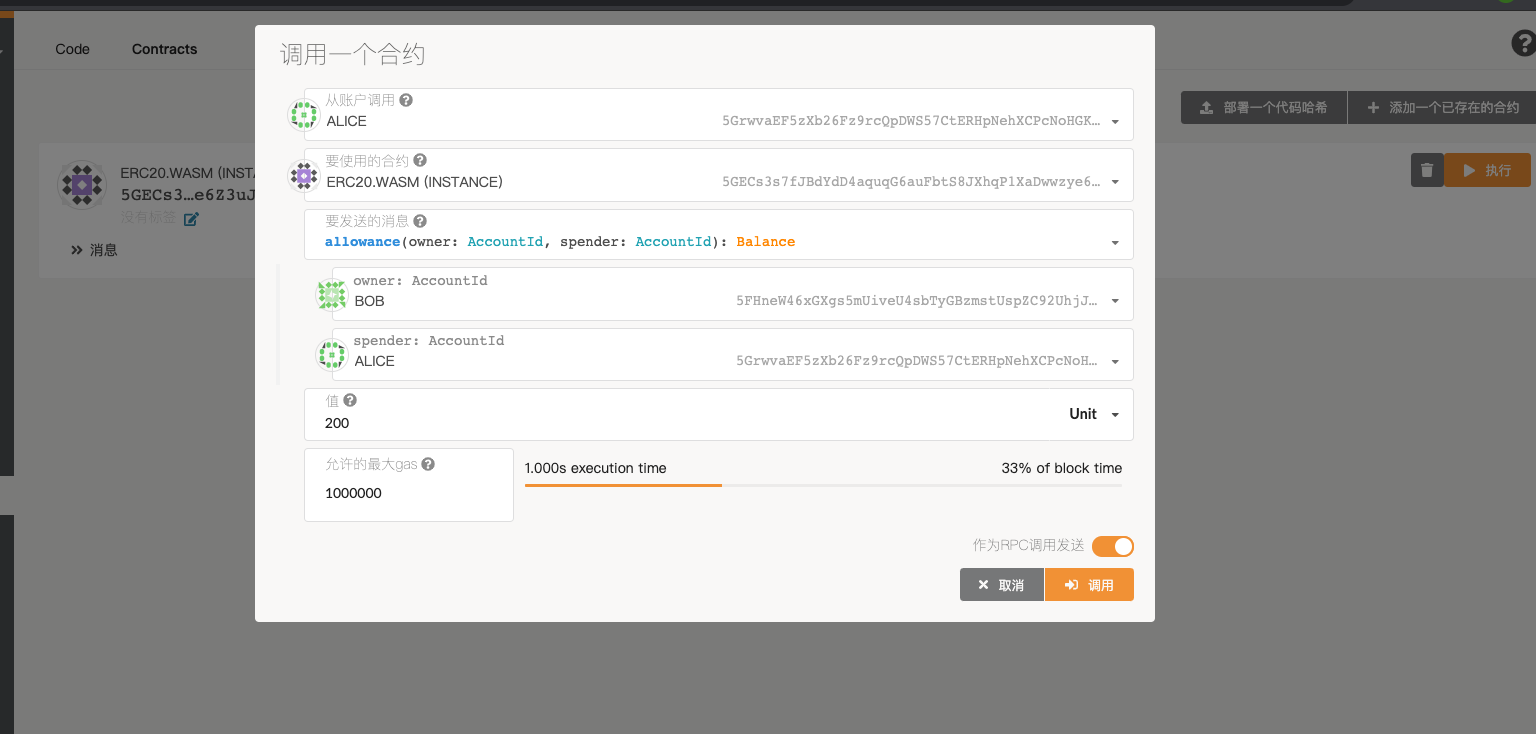 Code
Contracts
部署一个代码哈希
添加一个已存在的合约
ERC20.WASM (INSTA
5GECs3…e6Z3uJ
没有标签
消息
执行
调用一个合约
从账户调用
ALICE
5GrwvaEF5zXb26Fz9rcQpDWS57CtERHpNehXCPcNoHGK…
要使用的合约
ERC20.WASM (INSTANCE)
5GECs3s7fJBdYdD4aquqG6auFbtS8JXhqP1XaDwwzye6…
要发送的消息
allowance(owner: AccountId, spender: AccountId): Balance
owner: AccountId
BOB
5FHneW46xGXgs5mUiveU4sbTyGBzmstUspZC92UhjJ…
spender: AccountId
ALICE
5GrwvaEF5zXb26Fz9rcQpDWS57CtERHpNehXCPcNoH…
值
200
Unit
允许的最大gas
1000000
1.000s execution time
33% of block time
作为RPC调用发送
取消
调用